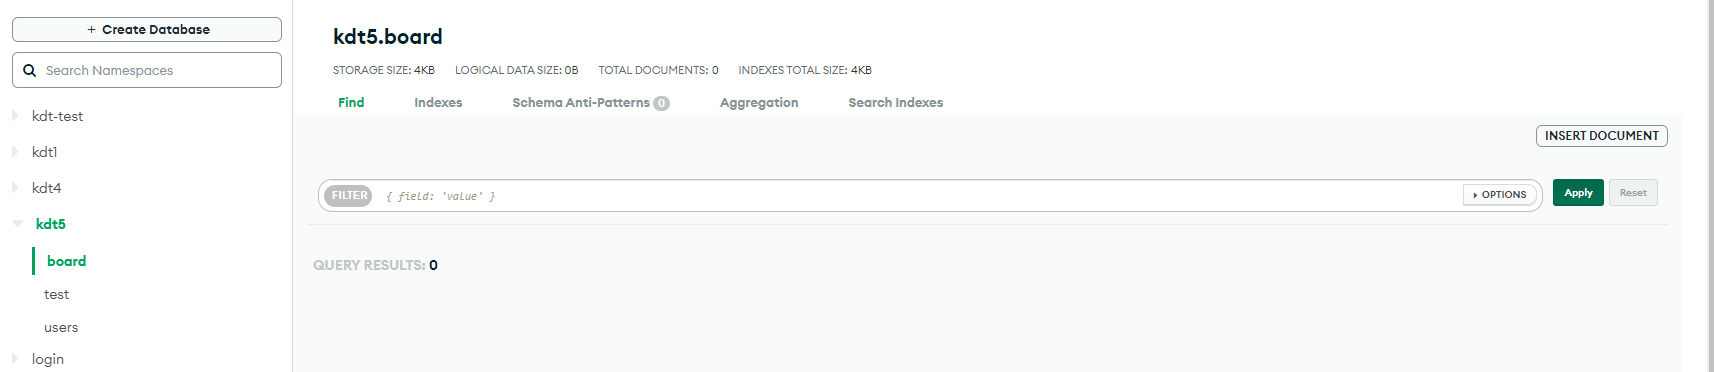 + Create Database
Search Namespaces
kdt-test
kdt1
kdt4
kdt5
board
test
users
login
kdt5.board
STORAGE SIZE: 4KB LOGICAL DATA SIZE: 0B TOTAL DOCUMENTS: 0 INDEXES TOTAL SIZE: 4KB
Find Indexes Schema Anti-Patterns 0 Aggregation Search Indexes
INSERT DOCUMENT
FILTER { field: 'value' } OPTIONS Apply Reset
QUERY RESULTS: 0